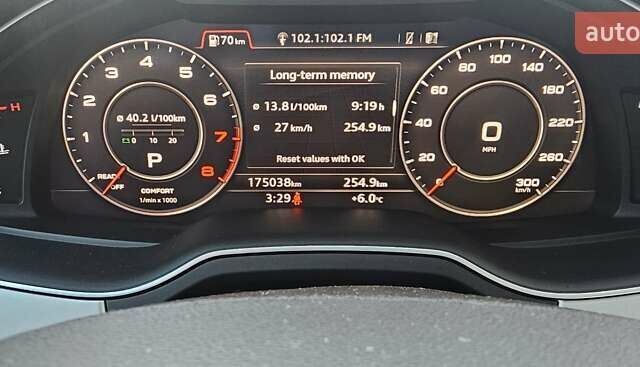 70 km
102.1:102.1 FM
auto
Long-term memory
ø 13.8 l/100km 9:19 h
ø 27 km/h 254.9 km
Reset values with OK
1 2 3 4 5 6 7 8
ø 40.2 l/100km
0 10 20
P
READY
OFF
COMFORT
1/min x 1000
0 20 60 100 140 180 220 260 300
km/h
0
MPH
H
175038 km 254.9 km
3:29 +6.0 °C